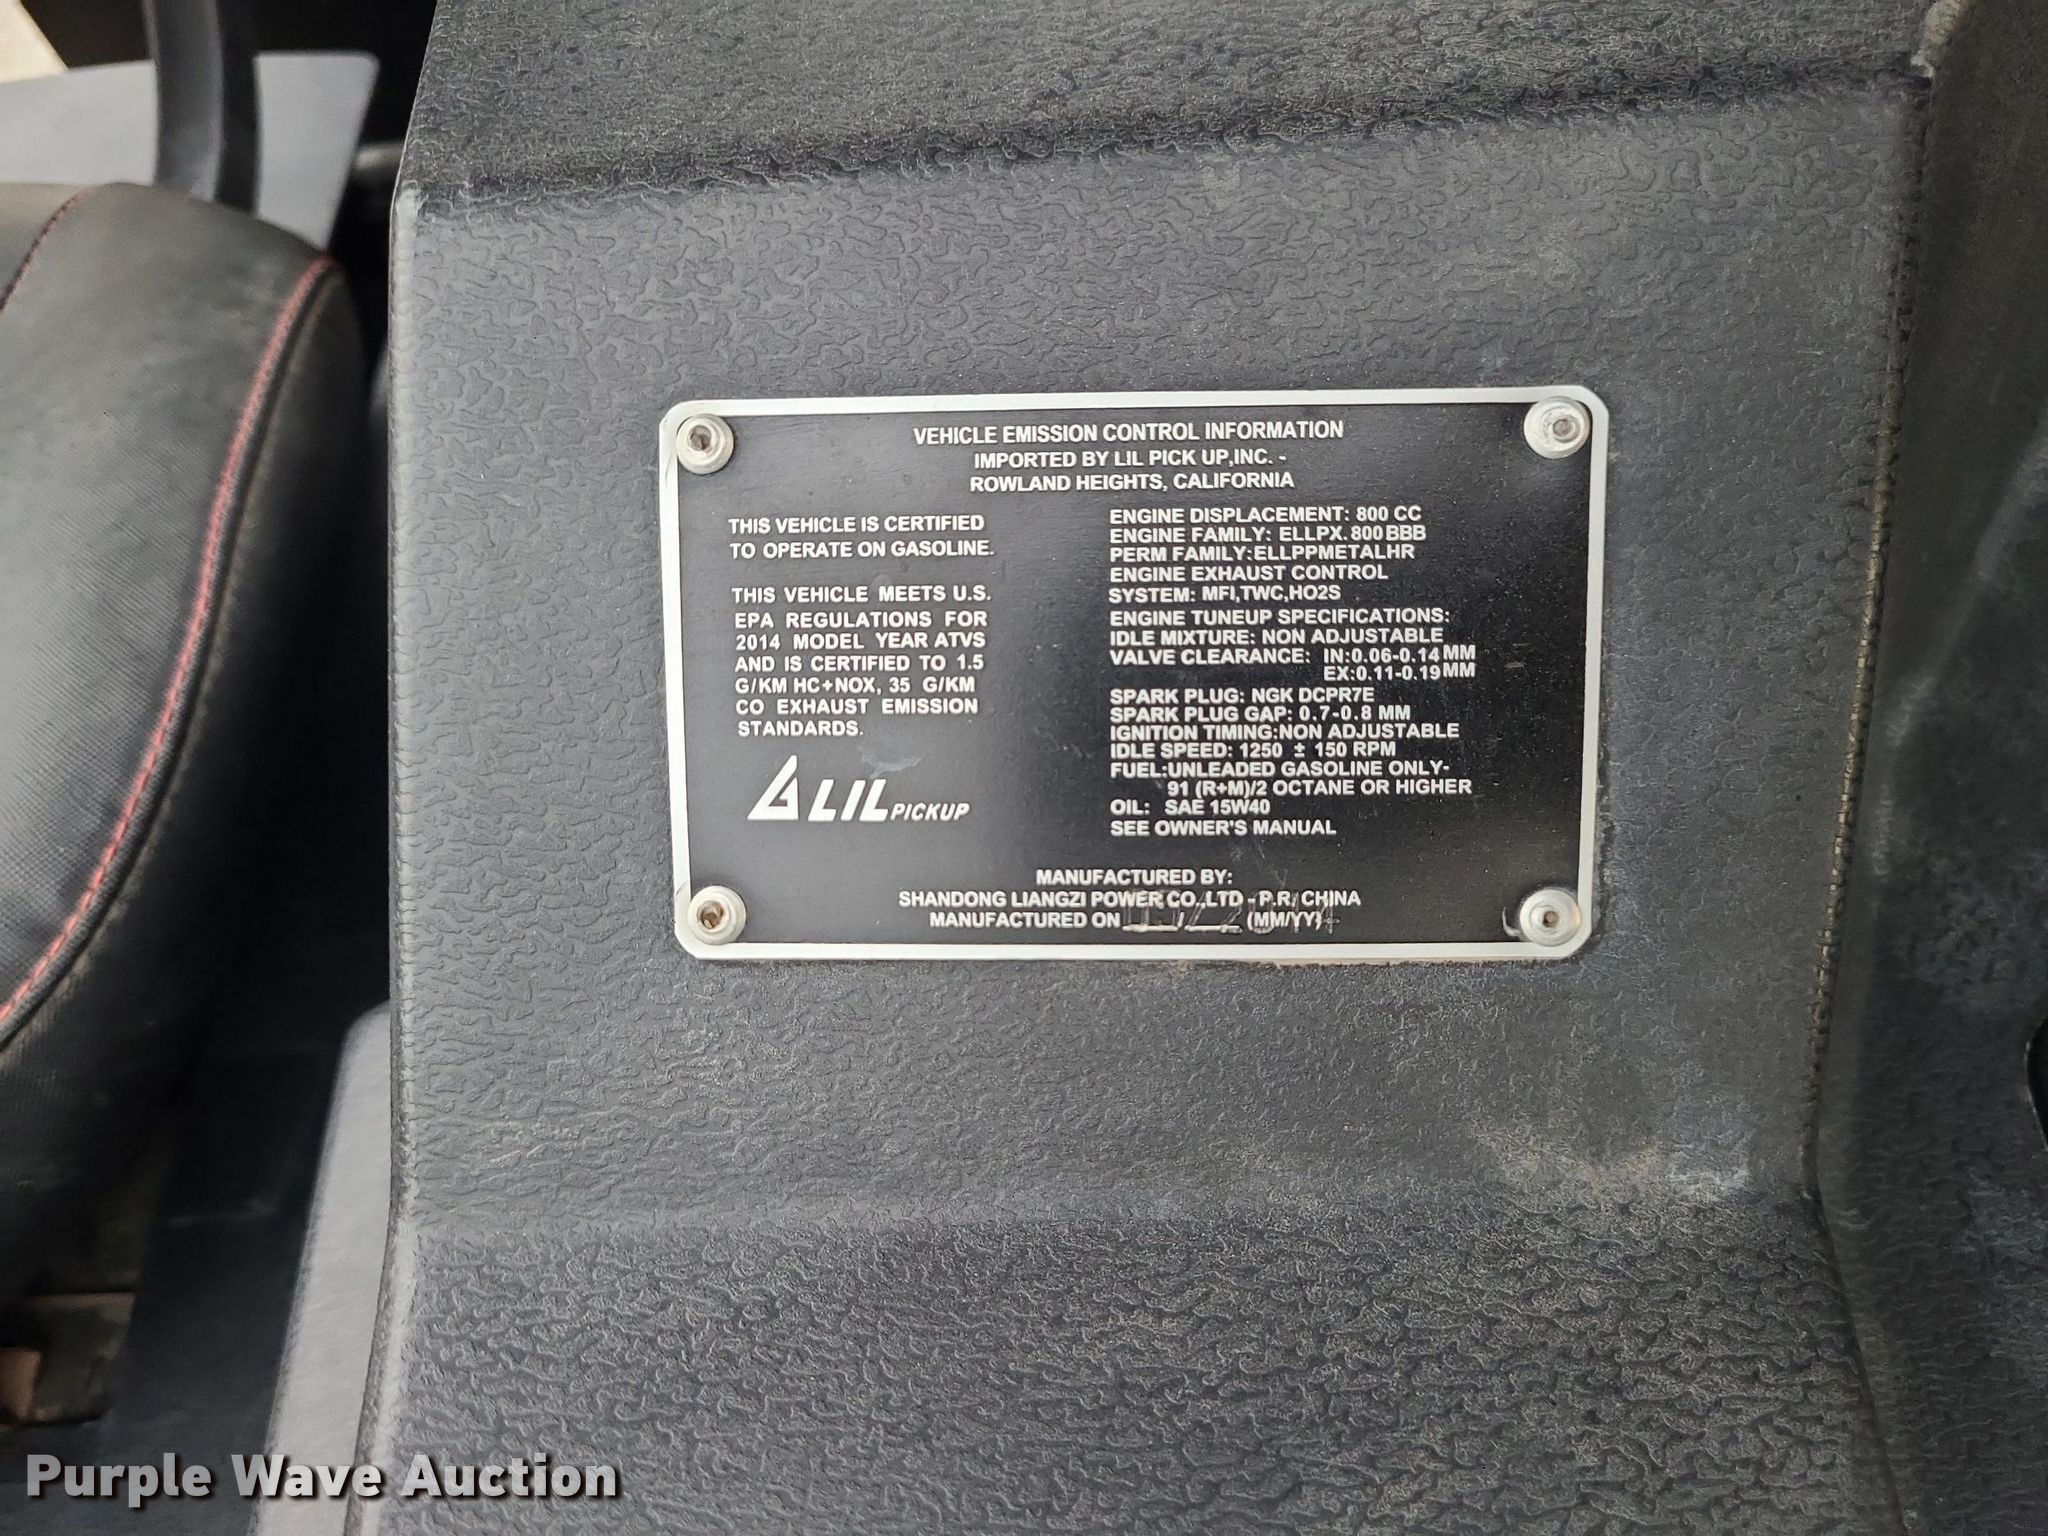 VEHICLE EMISSION CONTROL INFORMATION
IMPORTED BY LIL PICK UP,INC. -
ROWLAND HEIGHTS, CALIFORNIA
THIS VEHICLE IS CERTIFIED
TO OPERATE ON GASOLINE.
THIS VEHICLE MEETS U.S.
EPA REGULATIONS FOR
2014 MODEL YEAR ATVS
AND IS CERTIFIED TO 1.5
G/KM HC+NOX, 35 G/KM
CO EXHAUST EMISSION
STANDARDS.
LIL PICKUP
ENGINE DISPLACEMENT: 800 CC
ENGINE FAMILY: ELLPX.800BBB
PERM FAMILY:ELLPPMETALHR
ENGINE EXHAUST CONTROL
SYSTEM: MFI,TWC,HO2S
ENGINE TUNEUP SPECIFICATIONS:
IDLE MIXTURE: NON ADJUSTABLE
VALVE CLEARANCE: IN:0.06-0.14MM
EX:0.11-0.19MM
SPARK PLUG: NGK DCPR7E
SPARK PLUG GAP: 0.7-0.8 MM
IGNITION TIMING:NON ADJUSTABLE
IDLE SPEED: 1250 ± 150 RPM
FUEL:UNLEADED GASOLINE ONLY-
91 (R+M)/2 OCTANE OR HIGHER
OIL: SAE 15W40
SEE OWNER'S MANUAL
MANUFACTURED BY:
SHANDONG LIANGZI POWER CO.,LTD - P.R. CHINA
MANUFACTURED ON (MM/YY)
Purple Wave Auction